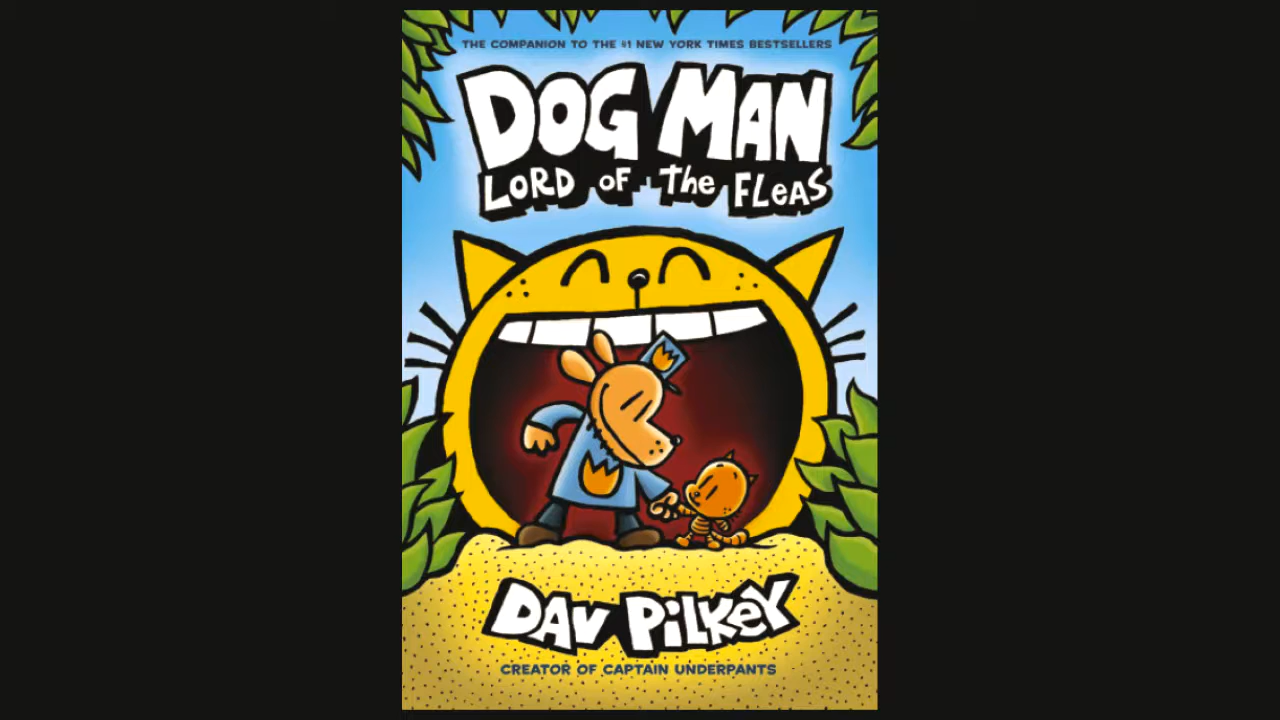 THE COMPANION TO THE #1 NEW YORK TIMES BESTSELLERS
DOG MAN
LORD OF THE FLEAS
DAV PILKEY
CREATOR OF CAPTAIN UNDERPANTS